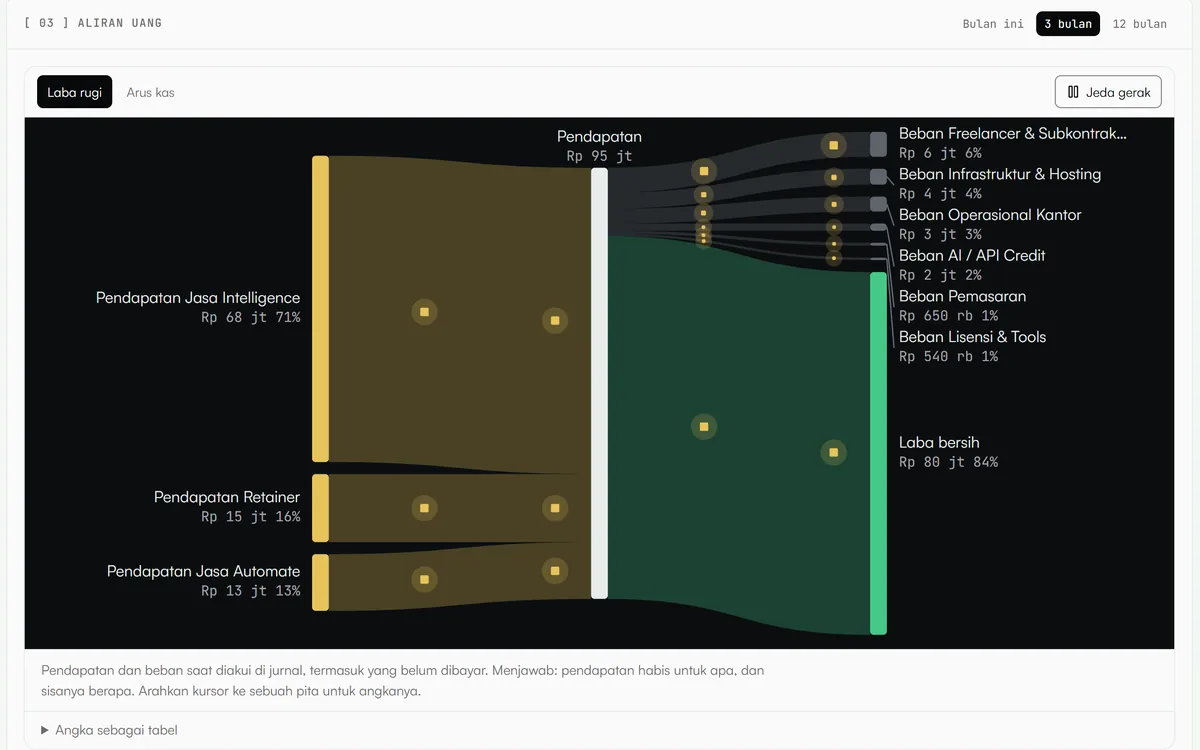 [ 03 ] ALIRAN UANG
Bulan ini
3 bulan
12 bulan
Laba rugi
Arus kas
Jeda gerak
Pendapatan
Rp 95 jt
Pendapatan Jasa Intelligence
Rp 68 jt 71%
Pendapatan Retainer
Rp 15 jt 16%
Pendapatan Jasa Automate
Rp 13 jt 13%
Beban Freelancer & Subkontrak...
Rp 6 jt 6%
Beban Infrastruktur & Hosting
Rp 4 jt 4%
Beban Operasional Kantor
Rp 3 jt 3%
Beban AI / API Credit
Rp 2 jt 2%
Beban Pemasaran
Rp 650 rb 1%
Beban Lisensi & Tools
Rp 540 rb 1%
Laba bersih
Rp 80 jt 84%
Pendapatan dan beban saat diakui di jurnal, termasuk yang belum dibayar. Menjawab: pendapatan habis untuk apa, dan
sisanya berapa. Arahkan kursor ke sebuah pita untuk angkanya.
Angka sebagai tabel